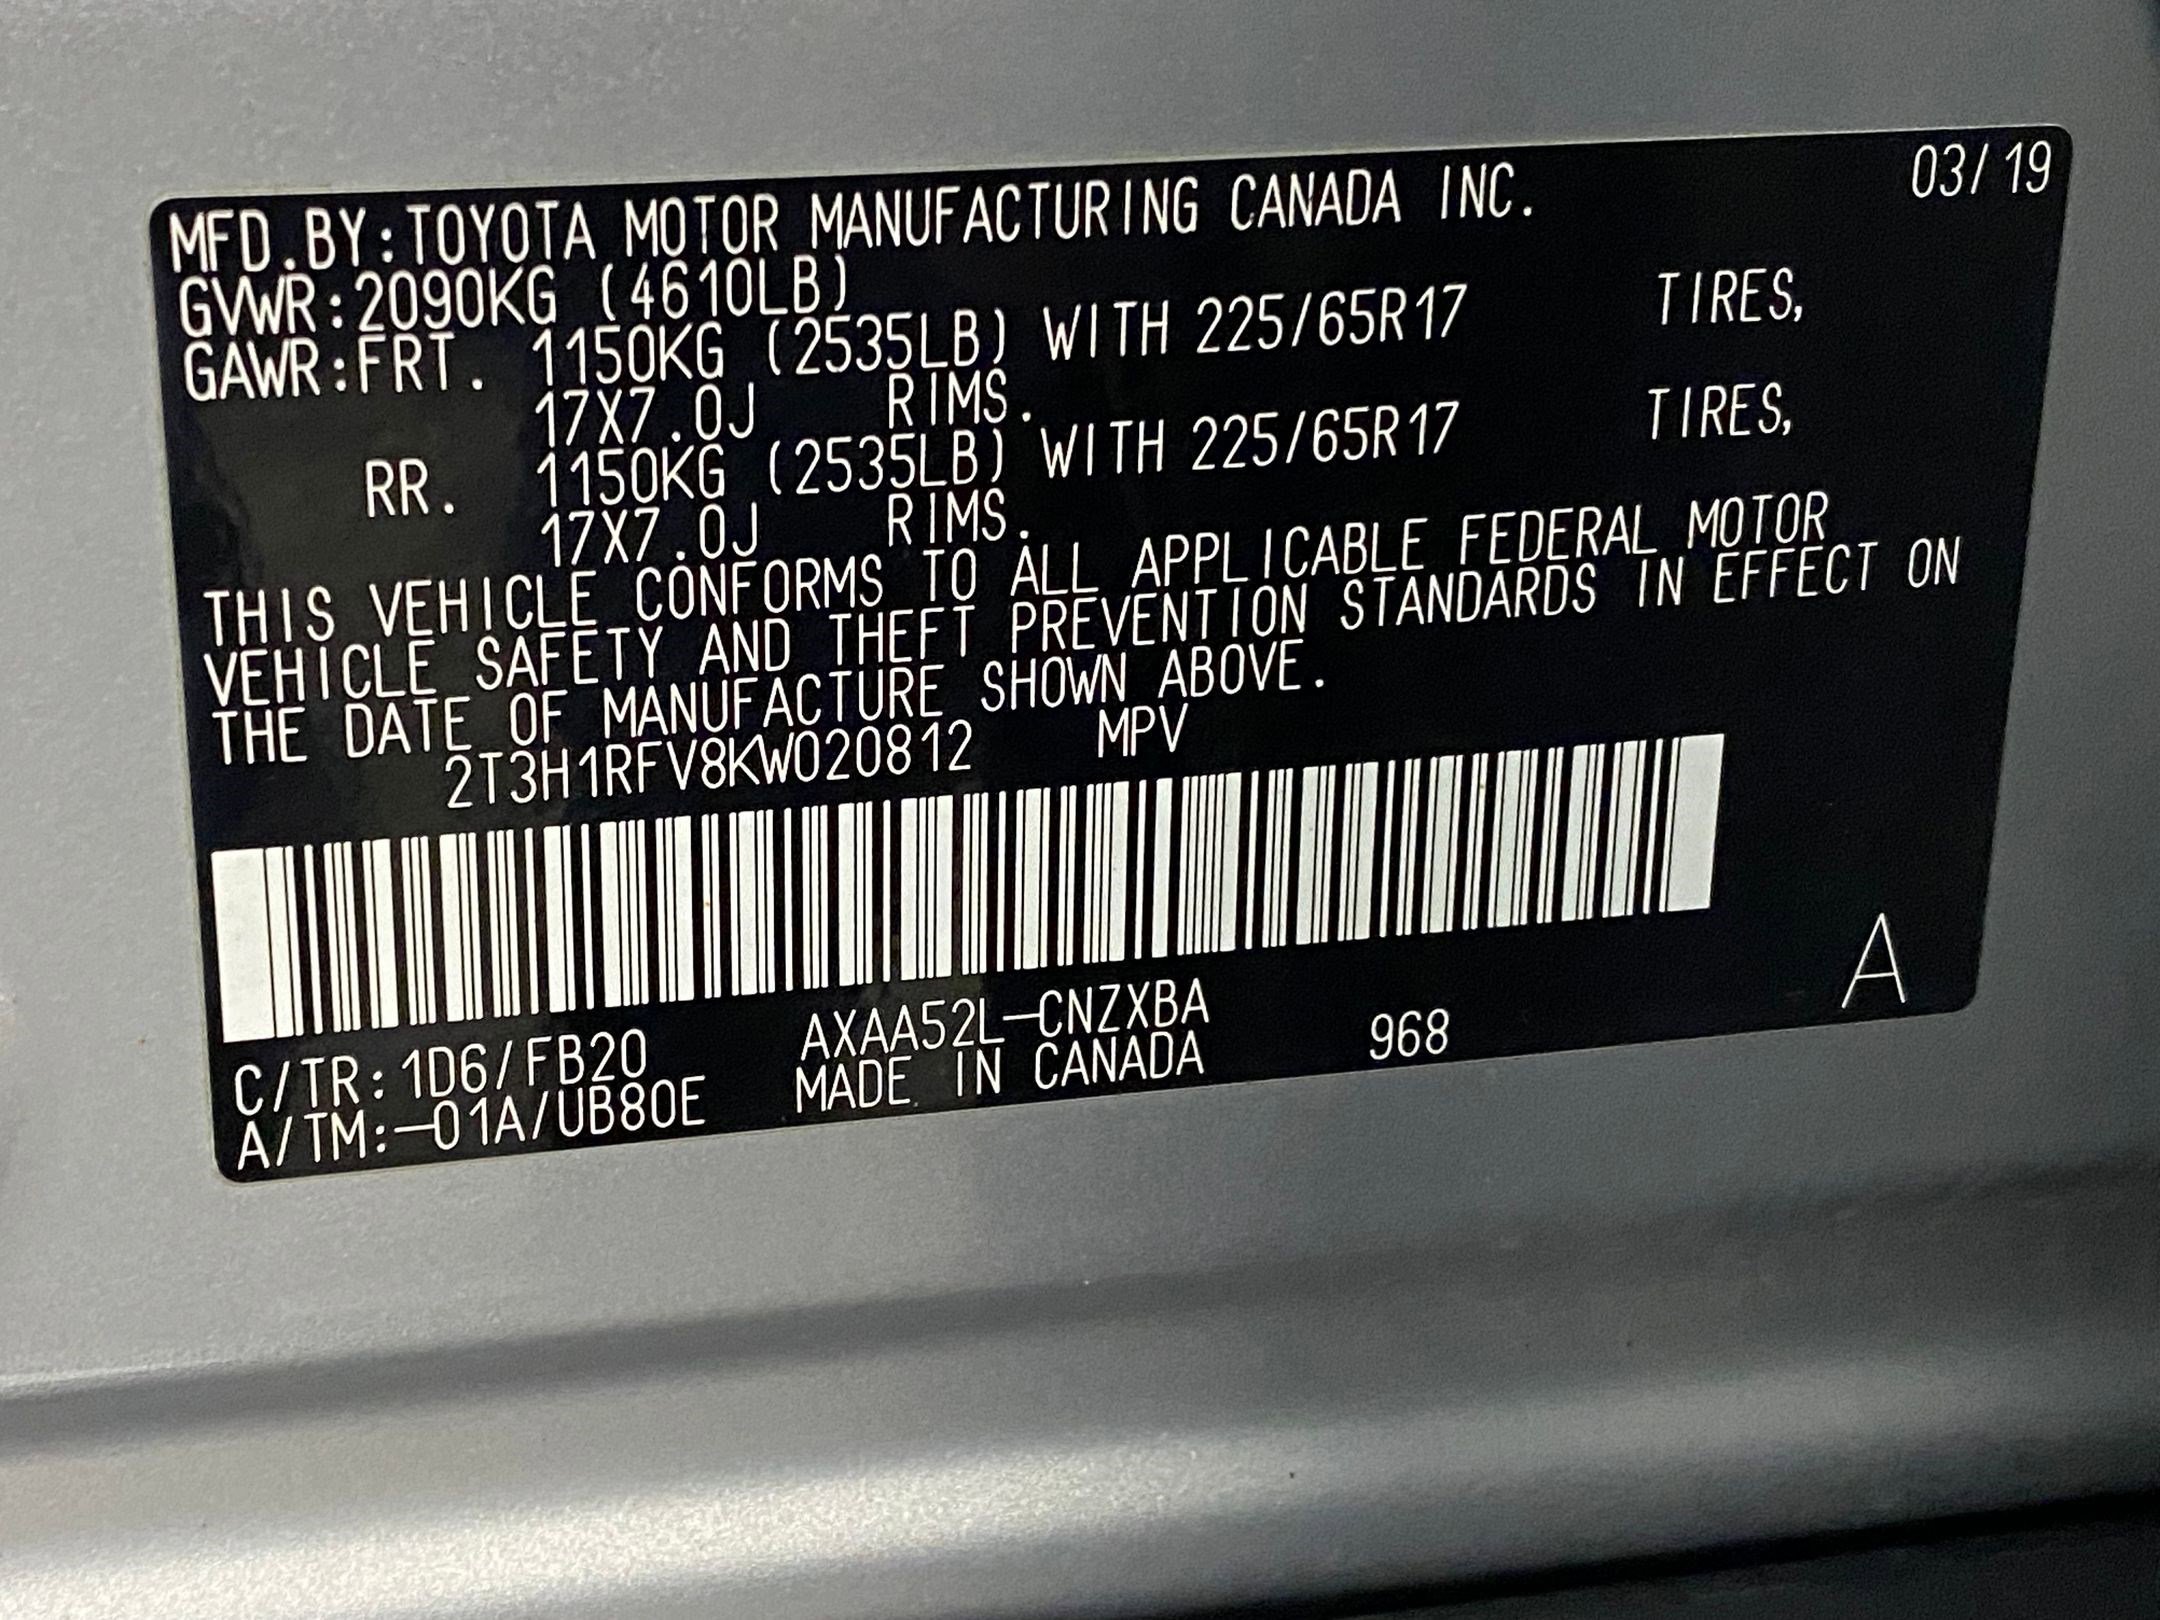 03/19
MFD.BY:TOYOTA MOTOR MANUFACTURING CANADA INC.
GVWR:2090KG (4610LB)
GAWR:FRT. 1150KG (2535LB) WITH 225/65R17 TIRES,
17X7.0J RIMS.
RR. 1150KG (2535LB) WITH 225/65R17 TIRES,
17X7.0J RIMS.
THIS VEHICLE CONFORMS TO ALL APPLICABLE FEDERAL MOTOR
VEHICLE SAFETY AND THEFT PREVENTION STANDARDS IN EFFECT ON
THE DATE OF MANUFACTURE SHOWN ABOVE.
2T3H1RFV8KW020812 MPV
C/TR:1D6/FB20 AXAA52L-CNZXBA 968 A
A/TM:-01A/UB80E MADE IN CANADA